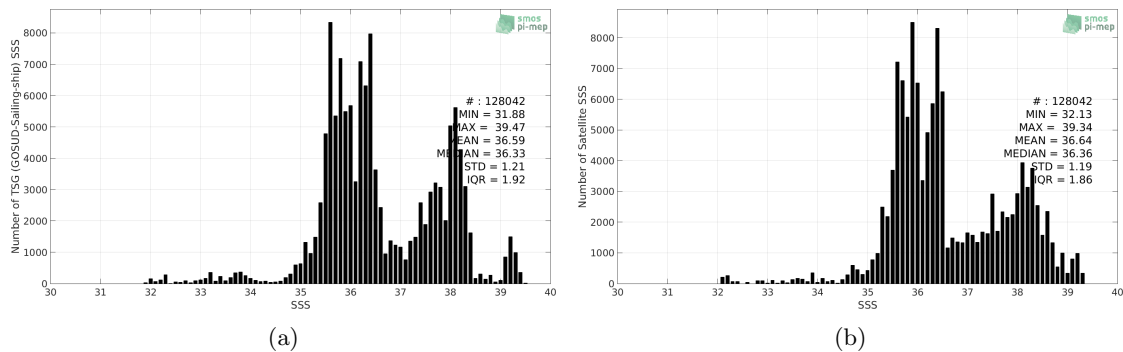 smos
pi-mep
Number of TSG (GOSUD-Sailing-ship) SSS
8000
7000
6000
5000
4000
3000
2000
1000
0
# : 128042
MIN = 31.88
MAX = 39.47
MEAN = 36.59
MEDIAN = 36.33
STD = 1.21
IQR = 1.92
30 31 32 33 34 35 36 37 38 39 40
SSS
(a)
smos
pi-mep
Number of Satellite SSS
8000
7000
6000
5000
4000
3000
2000
1000
0
# : 128042
MIN = 32.13
MAX = 39.34
MEAN = 36.64
MEDIAN = 36.36
STD = 1.19
IQR = 1.86
30 31 32 33 34 35 36 37 38 39 40
SSS
(b)